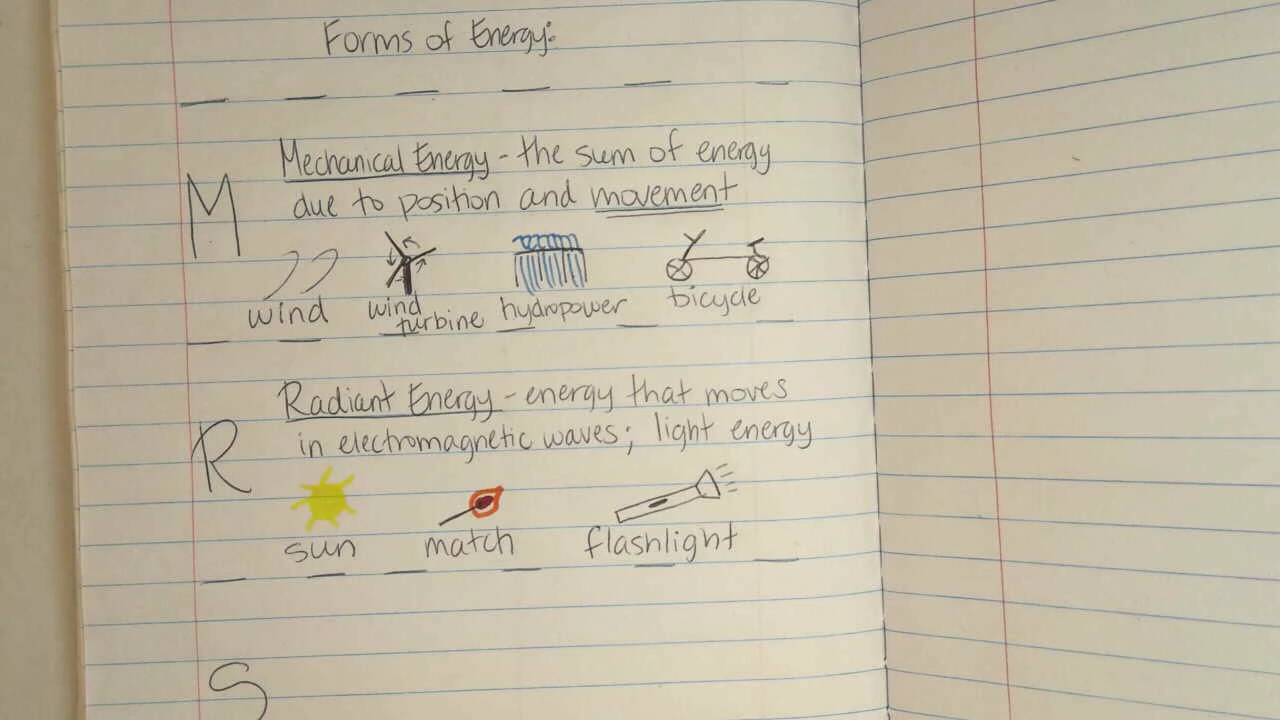 Forms of Energy:
M
Mechanical Energy - the sum of energy
due to position and movement
wind
wind turbine
hydropower
bicycle
R
Radiant Energy - energy that moves
in electromagnetic waves; light energy
sun
match
flashlight
S